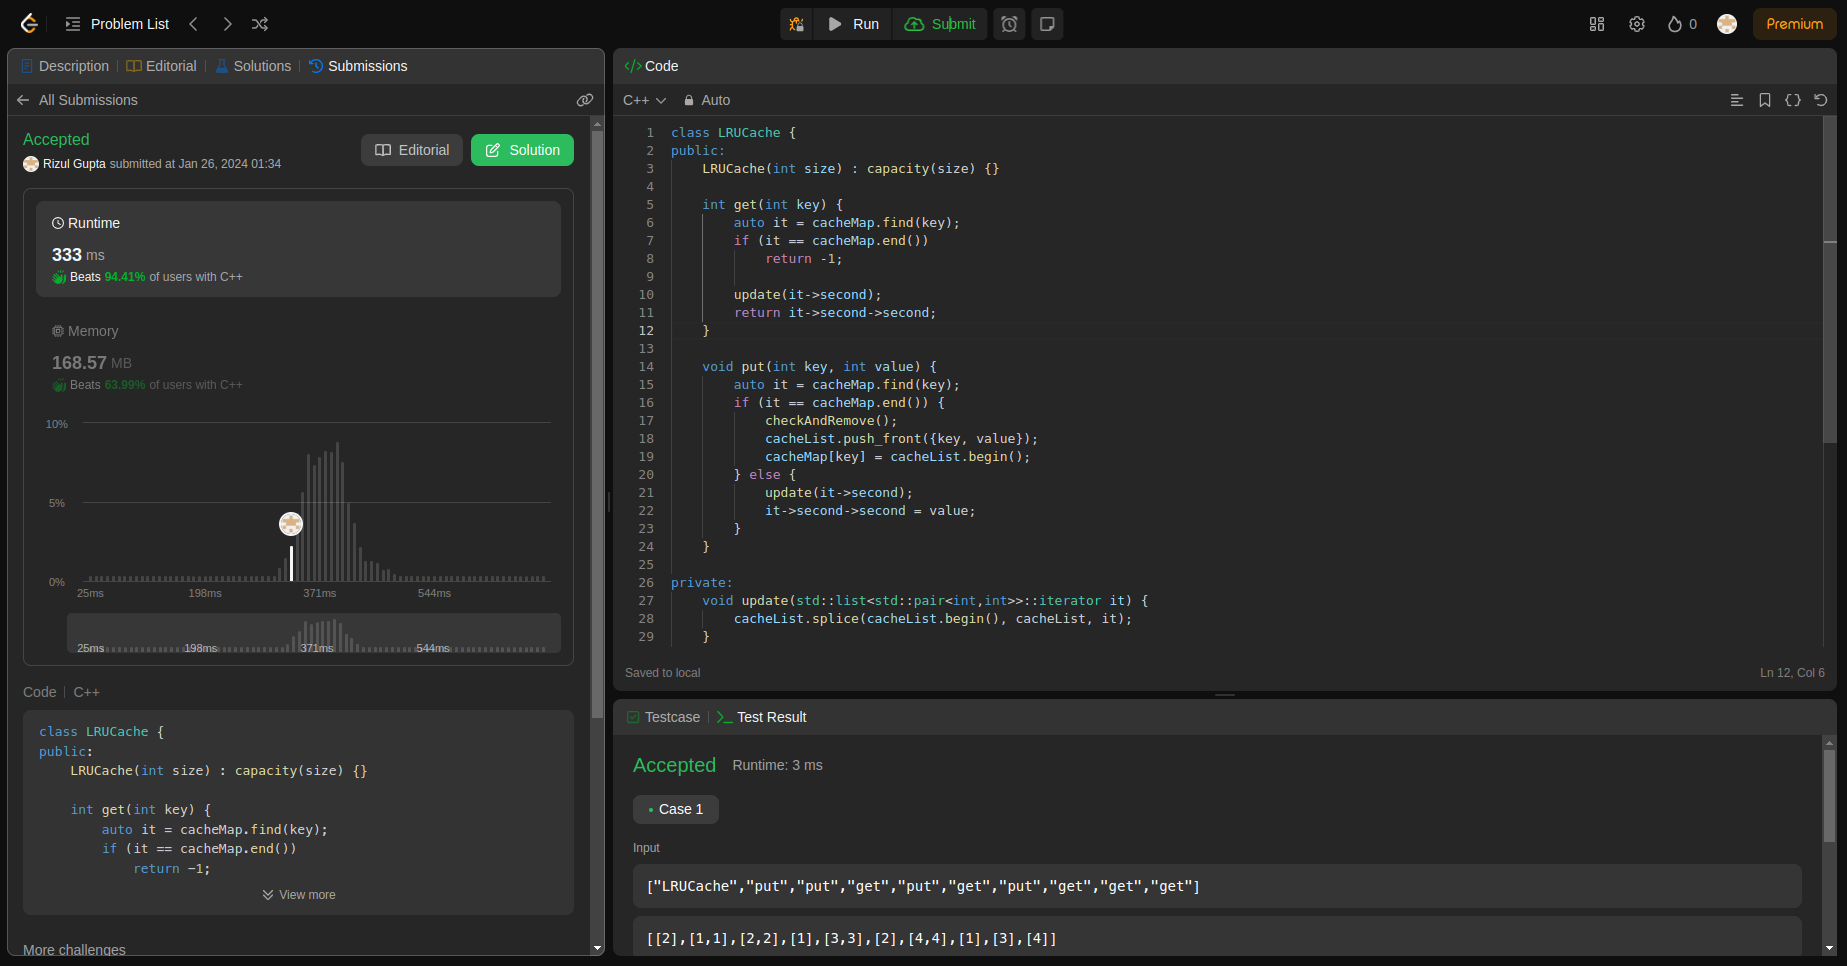 Problem List
Run
Submit
0
Premium
Description
Editorial
Solutions
Submissions
All Submissions
Accepted
Rizul Gupta submitted at Jan 26, 2024 01:34
Editorial
Solution
Runtime
333 ms
Beats 94.41% of users with C++
Memory
168.57 MB
Beats 63.99% of users with C++
10%
5%
0%
25ms 198ms 371ms 544ms
25ms 198ms 371ms 544ms
Code | C++
class LRUCache {
public:
    LRUCache(int size) : capacity(size) {}

    int get(int key) {
        auto it = cacheMap.find(key);
        if (it == cacheMap.end())
            return -1;
View more
More challenges
</> Code
C++
Auto
1 class LRUCache {
2 public:
3     LRUCache(int size) : capacity(size) {}
4
5     int get(int key) {
6         auto it = cacheMap.find(key);
7         if (it == cacheMap.end())
8             return -1;
9
10         update(it->second);
11         return it->second->second;
12     }
13
14     void put(int key, int value) {
15         auto it = cacheMap.find(key);
16         if (it == cacheMap.end()) {
17             checkAndRemove();
18             cacheList.push_front({key, value});
19             cacheMap[key] = cacheList.begin();
20         } else {
21             update(it->second);
22             it->second->second = value;
23         }
24     }
25
26 private:
27     void update(std::list<std::pair<int,int>>::iterator it) {
28         cacheList.splice(cacheList.begin(), cacheList, it);
29     }
Saved to local
Ln 12, Col 6
Testcase
Test Result
Accepted
Runtime: 3 ms
Case 1
Input
["LRUCache","put","put","get","put","get","put","get","get","get"]
[[2],[1,1],[2,2],[1],[3,3],[2],[4,4],[1],[3],[4]]